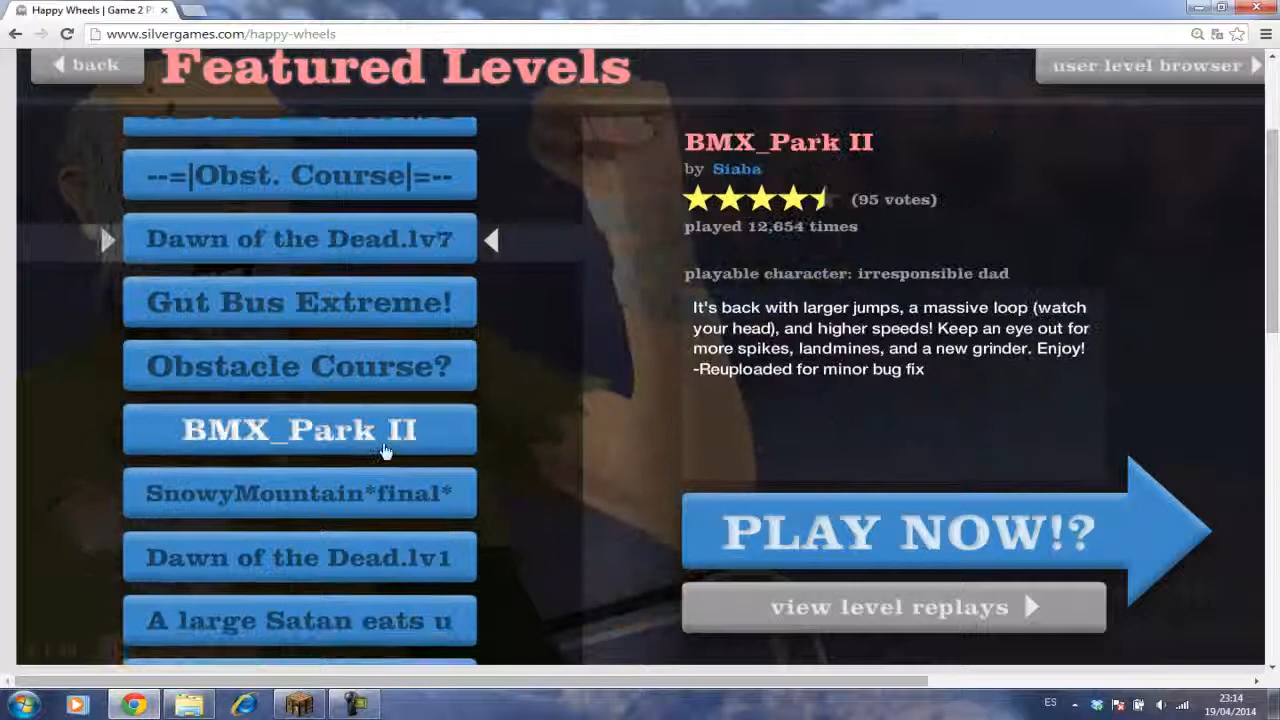 Happy Wheels | Game 2 P
www.silvergames.com/happy-wheels
back
Featured Levels
user level browser
--=|Obst. Course|=--
Dawn of the Dead.lv7
Gut Bus Extreme!
Obstacle Course?
BMX_Park II
SnowyMountain*final*
Dawn of the Dead.lv1
A large Satan eats u
BMX_Park II
by Siaba
(95 votes)
played 12,654 times
playable character: irresponsible dad
It's back with larger jumps, a massive loop (watch
your head), and higher speeds! Keep an eye out for
more spikes, landmines, and a new grinder. Enjoy!
-Reuploaded for minor bug fix
PLAY NOW!?
view level replays
ES
23:14
19/04/2014